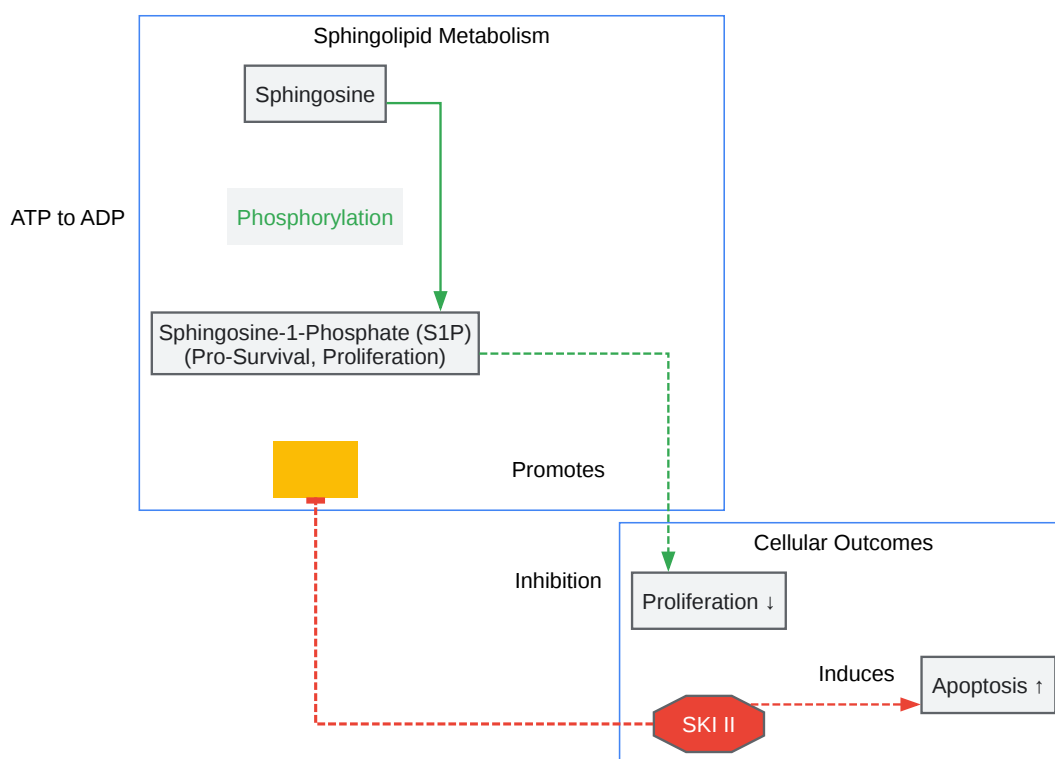 Sphingolipid Metabolism
Sphingosine
ATP to ADP
Phosphorylation
Sphingosine-1-Phosphate (S1P)
(Pro-Survival, Proliferation)
Promotes
Cellular Outcomes
Inhibition
Proliferation ↓
Induces
Apoptosis ↑
SKI II